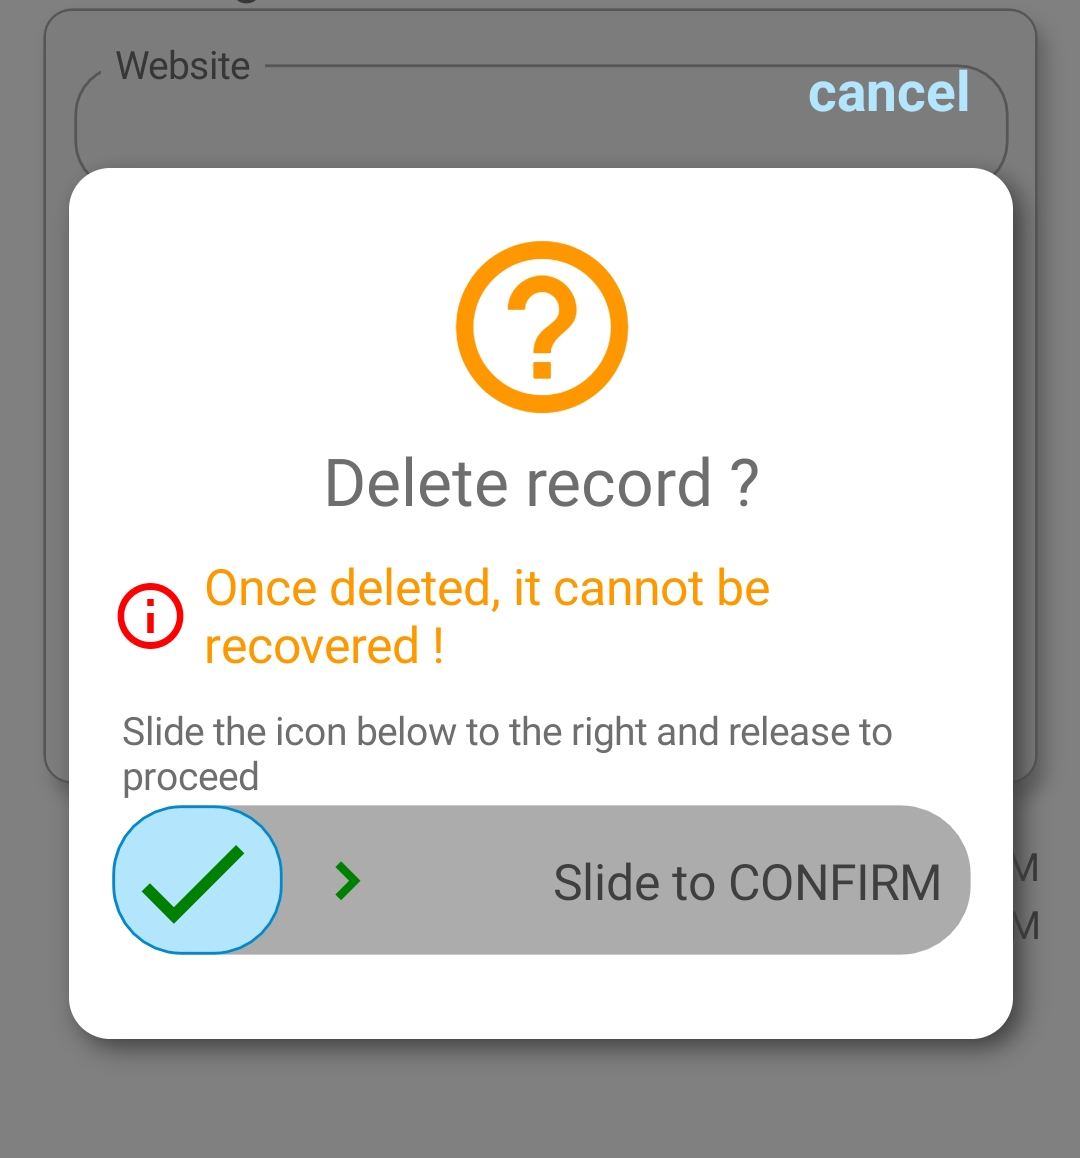 Website
cancel
Delete record ?
Once deleted, it cannot be
recovered !
Slide the icon below to the right and release to
proceed
Slide to CONFIRM
M
M